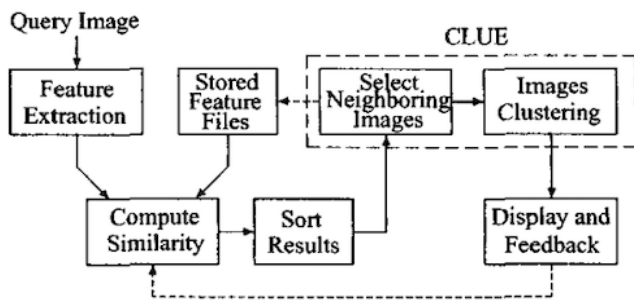 Query Image
CLUE
Feature
Extraction
Stored
Feature
Files
Select
Neighboring
Images
Images
Clustering
Compute
Similarity
Sort
Results
Display and
Feedback